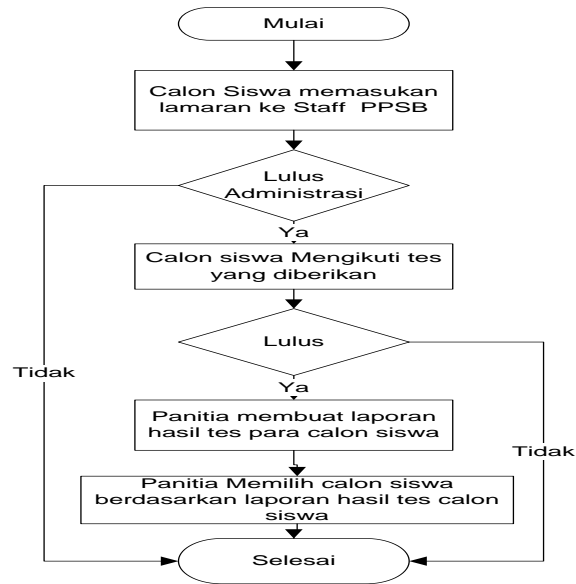 Mulai
Calon Siswa memasukan
lamaran ke Staff PPSB
Lulus
Administrasi
Ya
Calon siswa Mengikuti tes
yang diberikan
Lulus
Tidak
Ya
Panitia membuat laporan
hasil tes para calon siswa
Tidak
Panitia Memilih calon siswa
berdasarkan laporan hasil tes calon
siswa
Selesai